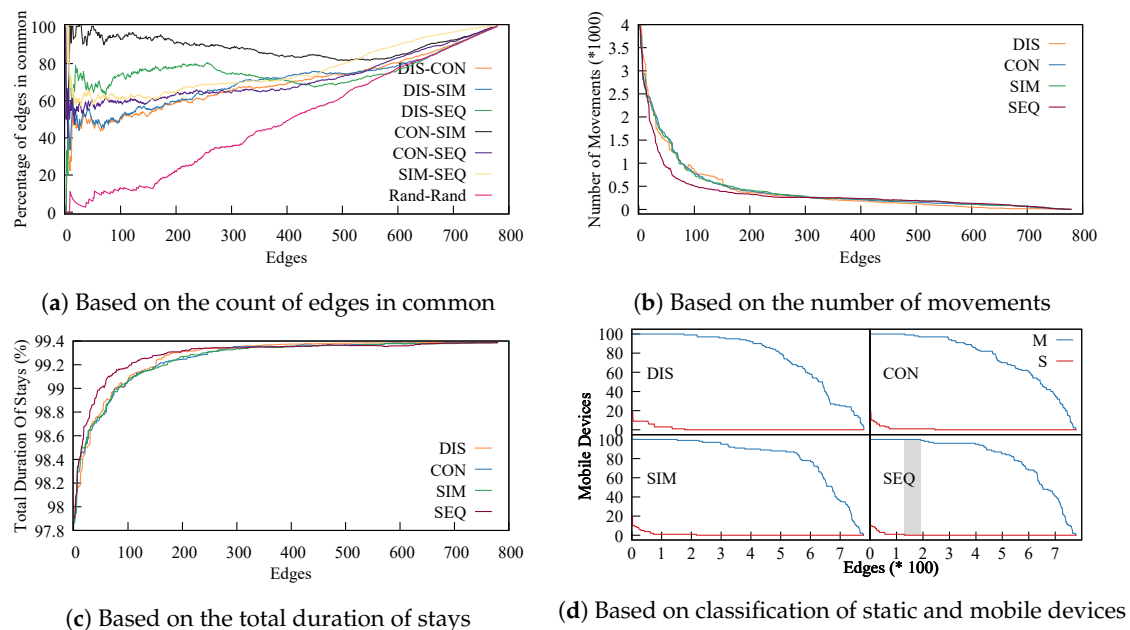 Percentage of edges in common
100
80
60
40
20
0
DIS-CON
DIS-SIM
DIS-SEQ
CON-SIM
CON-SEQ
SIM-SEQ
Rand-Rand
0 100 200 300 400 500 600 700 800
Edges
(a) Based on the count of edges in common
Number of Movements (*1000)
4
3.5
3
2.5
2
1.5
1
0.5
0
DIS
CON
SIM
SEQ
0 100 200 300 400 500 600 700 800
Edges
(b) Based on the number of movements
Total Duration Of Stays (%)
99.4
99.2
99
98.8
98.6
98.4
98.2
98
97.8
DIS
CON
SIM
SEQ
0 100 200 300 400 500 600 700 800
Edges
(c) Based on the total duration of stays
Mobile Devices
100
80
60
40
20
0
DIS
M
S
CON
100
80
60
40
20
0
SIM
SEQ
0 1 2 3 4 5 6 7
1 2 3 4 5 6 7
Edges (* 100)
(d) Based on classification of static and mobile devices